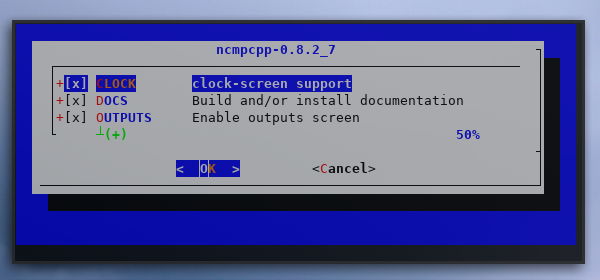 ncmpcpp-0.8.2_7
+[x] CLOCK clock-screen support
+[x] DOCS Build and/or install documentation
+[x] OUTPUTS Enable outputs screen
┴(+) 50%
< OK > <Cancel>